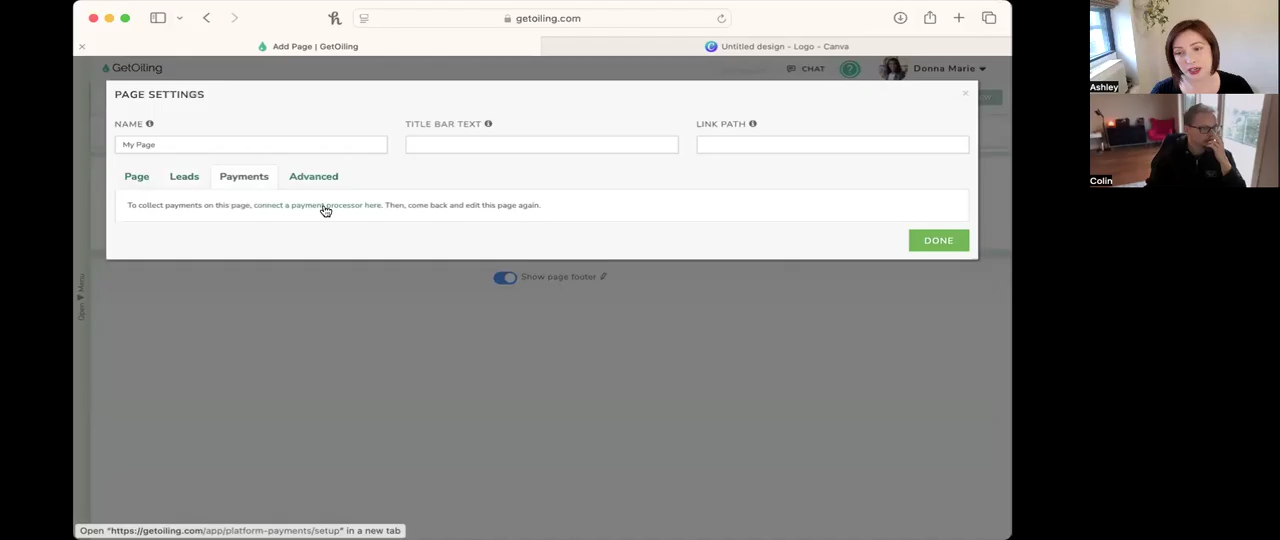 getoiling.com
Add Page | GetOiling
Untitled design - Logo - Canva
GetOiling
CHAT
Donna Marie
PAGE SETTINGS
NAME
TITLE BAR TEXT
LINK PATH
My Page
Page
Leads
Payments
Advanced
To collect payments on this page, connect a payment processor here. Then, come back and edit this page again.
DONE
Open ▼ Menu
Show page footer
Open "https://getoiling.com/app/platform-payments/setup" in a new tab
Ashley
Colin